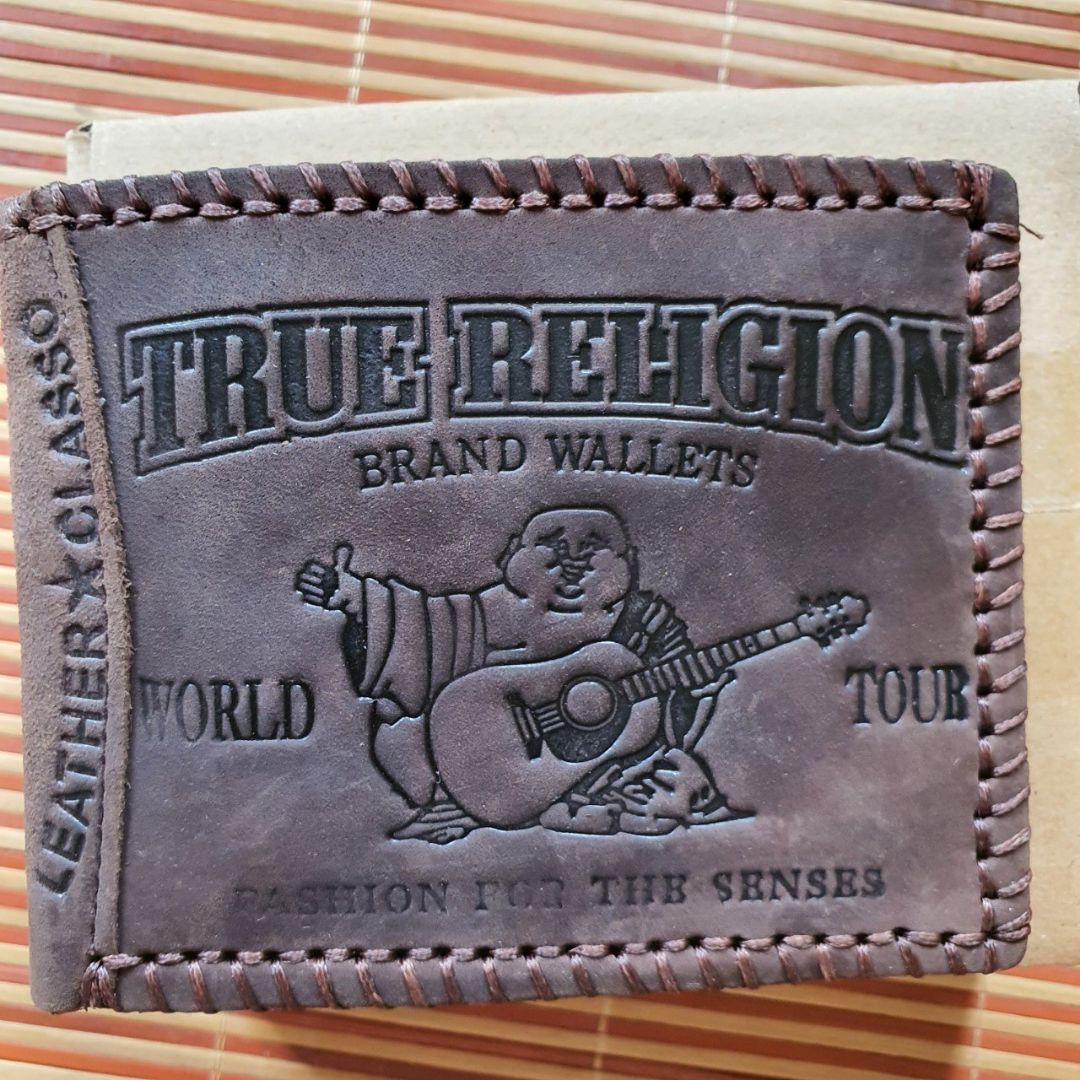 TRUE RELIGION
BRAND WALLETS
WORLD TOUR
FASHION FOR THE SENSES
LEATHER★CLASSO